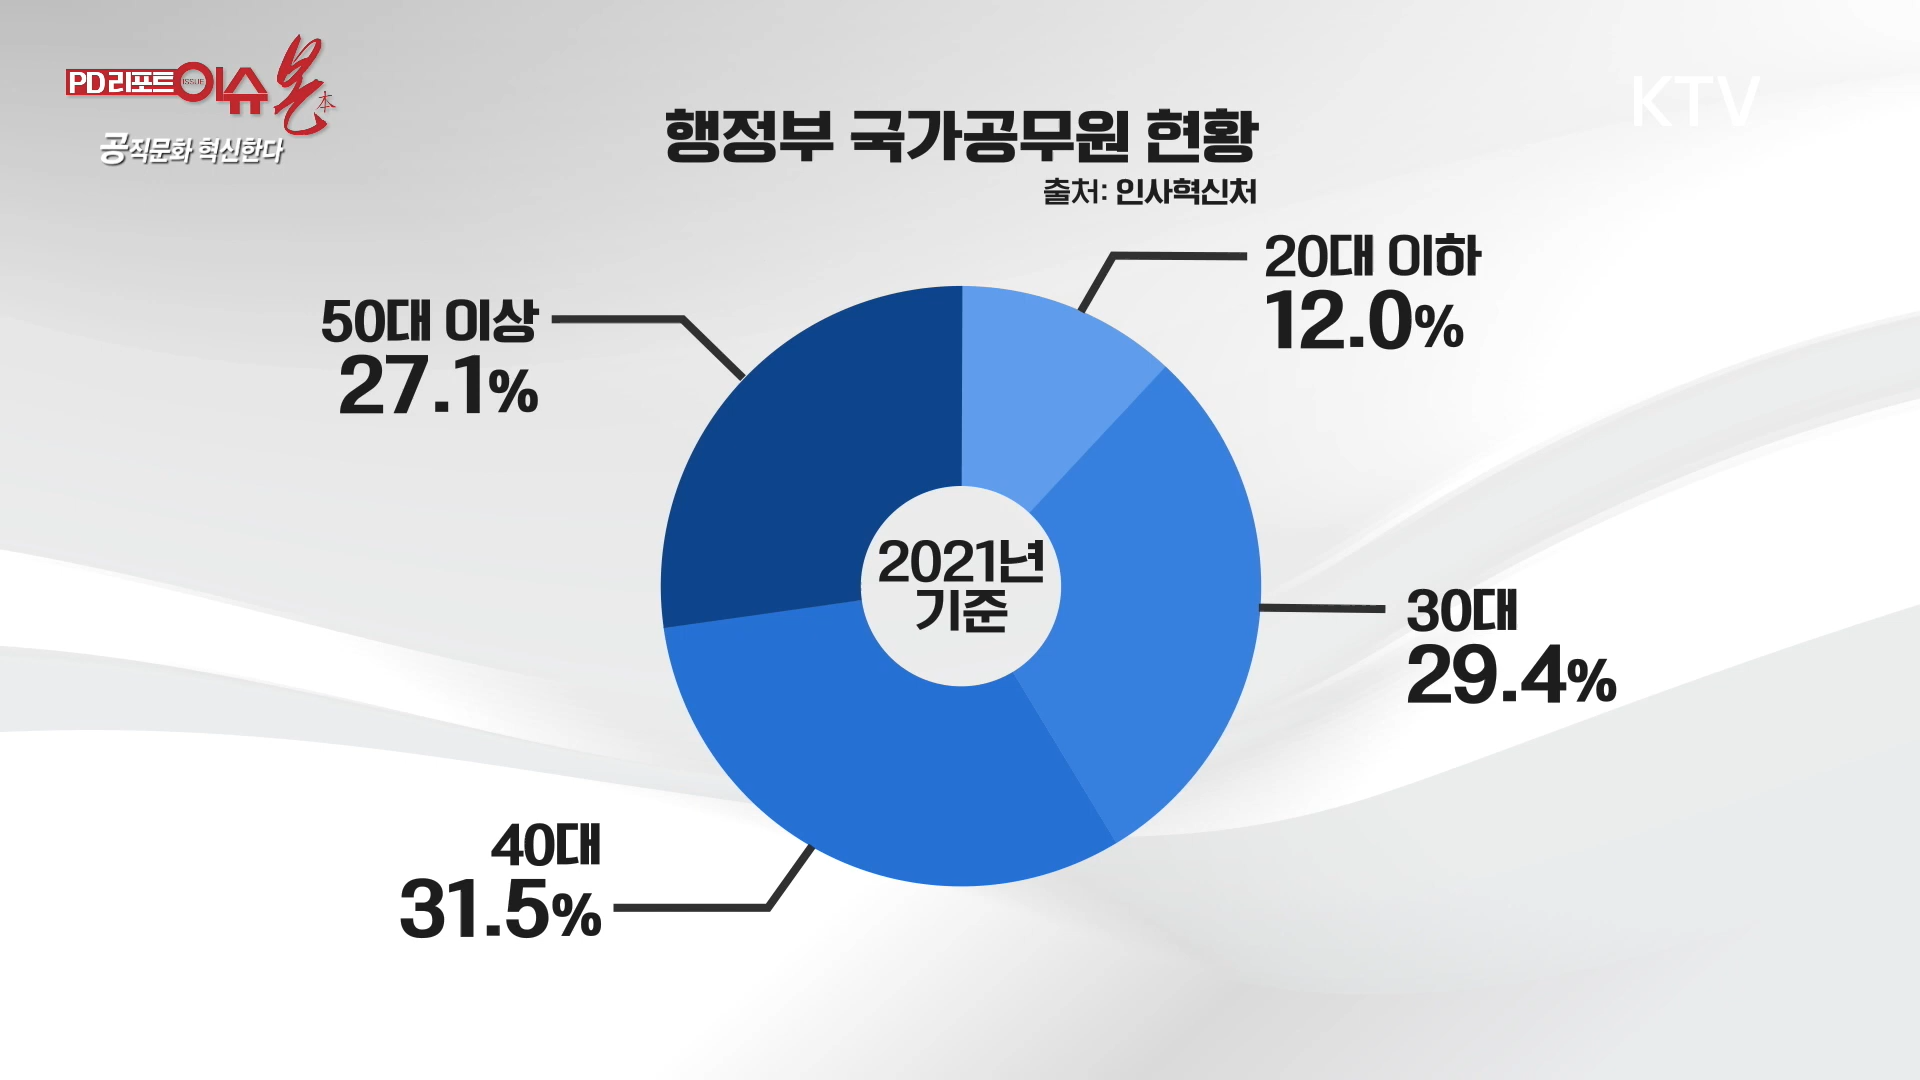 PD리포트 이슈 본 本
ISSUE
공직문화 혁신한다
KTV
행정부 국가공무원 현황
출처: 인사혁신처
20대 이하
12.0%
50대 이상
27.1%
2021년
기준
30대
29.4%
40대
31.5%